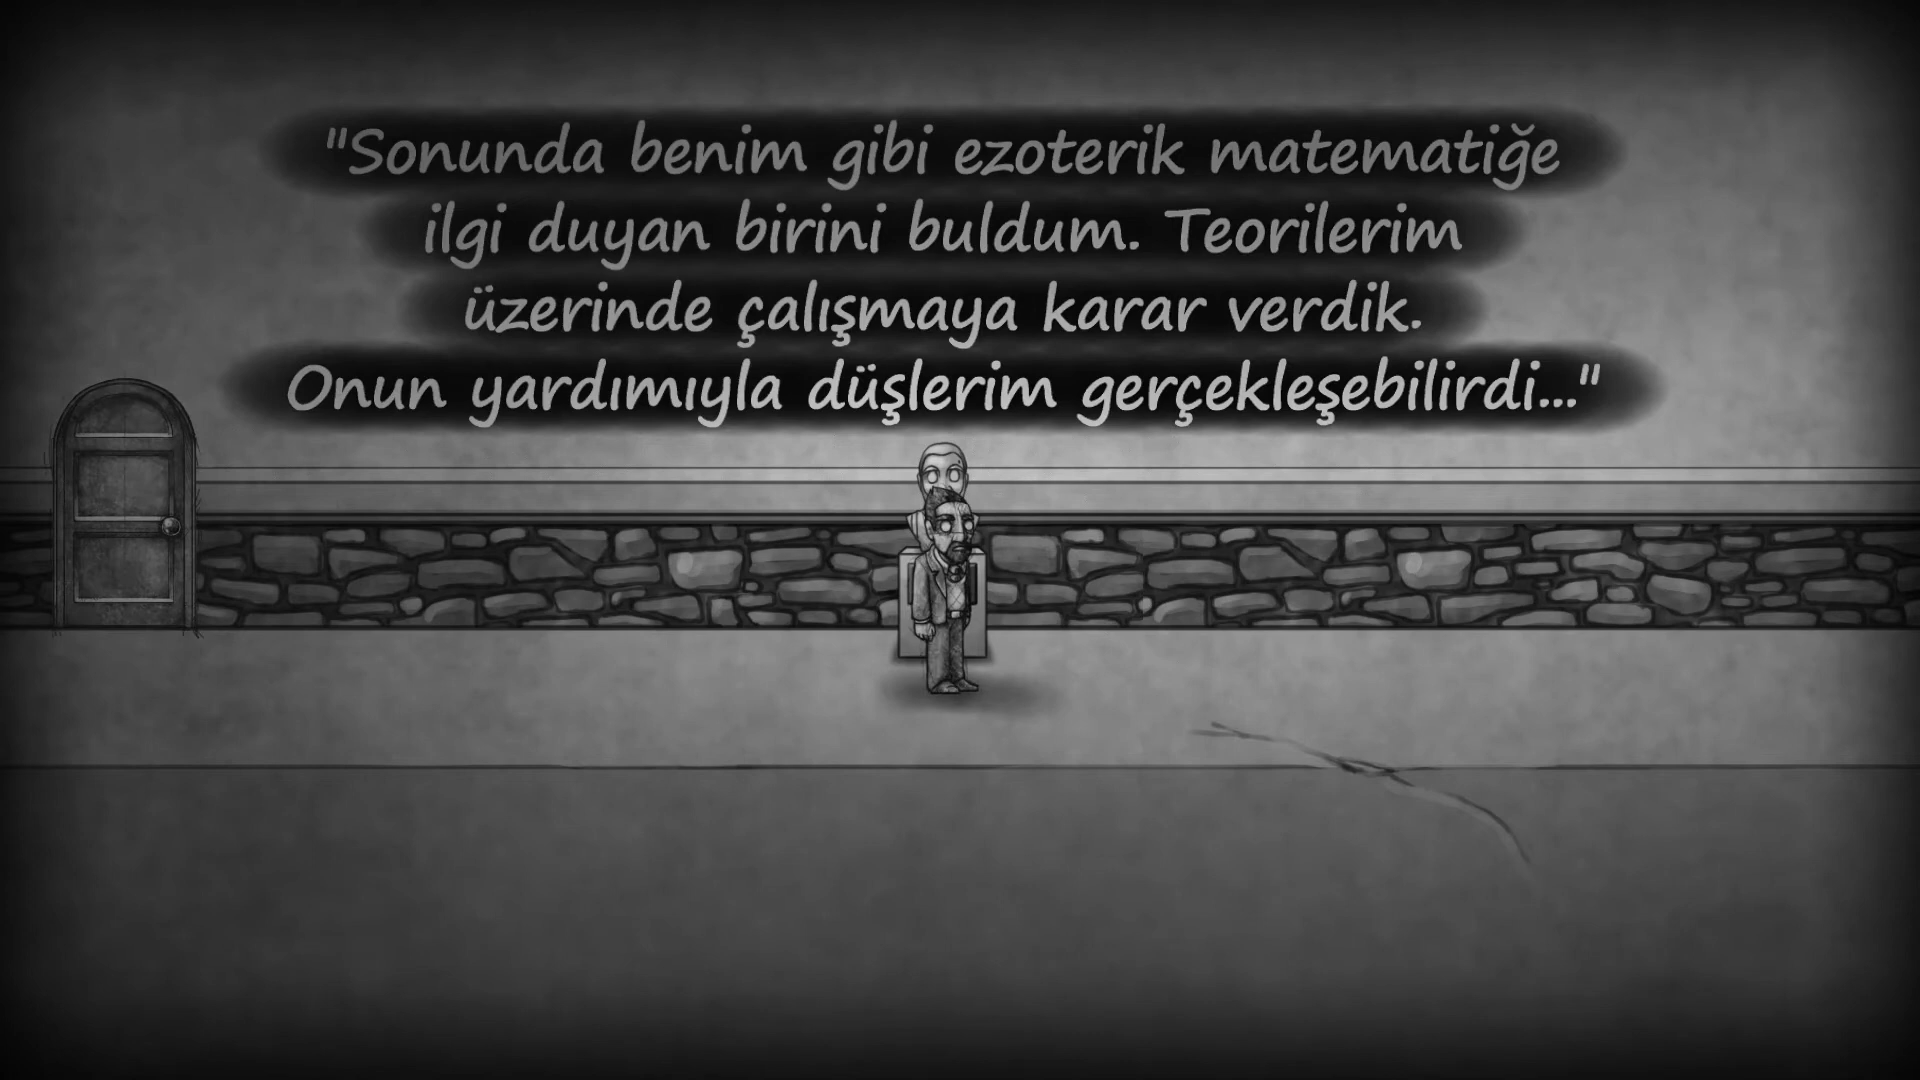 "Sonunda benim gibi ezoterik matematiğe
ilgi duyan birini buldum. Teorilerim
üzerinde çalışmaya karar verdik.
Onun yardımıyla düşlerim gerçekleşebilirdi..."